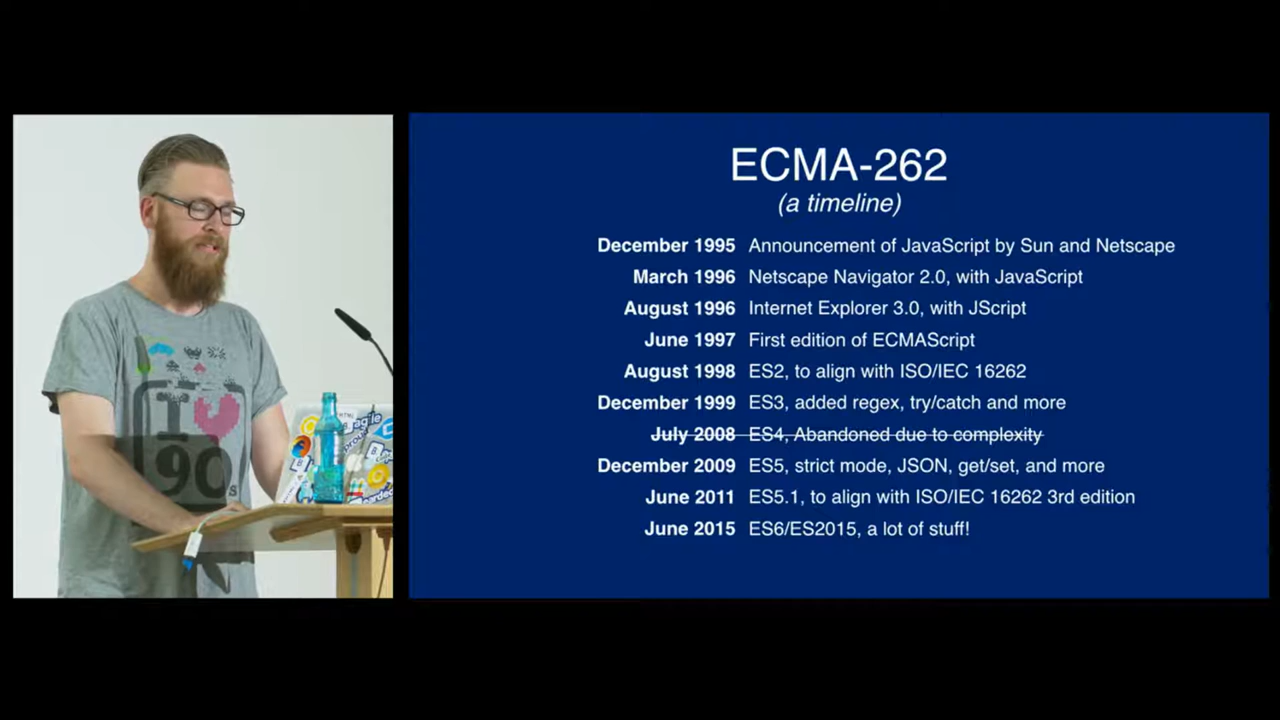 ECMA-262
(a timeline)
December 1995 Announcement of JavaScript by Sun and Netscape
March 1996 Netscape Navigator 2.0, with JavaScript
August 1996 Internet Explorer 3.0, with JScript
June 1997 First edition of ECMAScript
August 1998 ES2, to align with ISO/IEC 16262
December 1999 ES3, added regex, try/catch and more
July 2008 ES4, Abandoned due to complexity
December 2009 ES5, strict mode, JSON, get/set, and more
June 2011 ES5.1, to align with ISO/IEC 16262 3rd edition
June 2015 ES6/ES2015, a lot of stuff!
I
90s
HTML